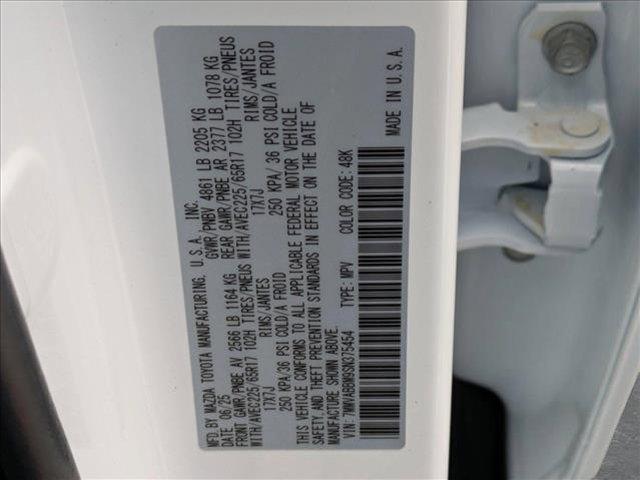 MFD. BY MAZDA TOYOTA MANUFACTURING, U.S.A., INC.
DATE: 06/25 GVWR/PNBV 4861 LB 2205 KG
FRONT GAWR/PNBE AV 2566 LB 1164 KG REAR GAWR/PNBE AR 2377 LB 1078 KG
WITH/AVEC225/65R17 102H TIRES/PNEUS WITH/AVEC225/65R17 102H TIRES/PNEUS
17X7J RIMS/JANTES 17X7J RIMS/JANTES
250 KPA/36 PSI COLD/A FROID 250 KPA/36 PSI COLD/A FROID
THIS VEHICLE CONFORMS TO ALL APPLICABLE FEDERAL MOTOR VEHICLE
SAFETY AND THEFT PREVENTION STANDARDS IN EFFECT ON THE DATE OF
MANUFACTURE SHOWN ABOVE.
VIN: 7MMVABBM9SN375454 TYPE: MPV COLOR CODE: 48K
MADE IN U.S.A.